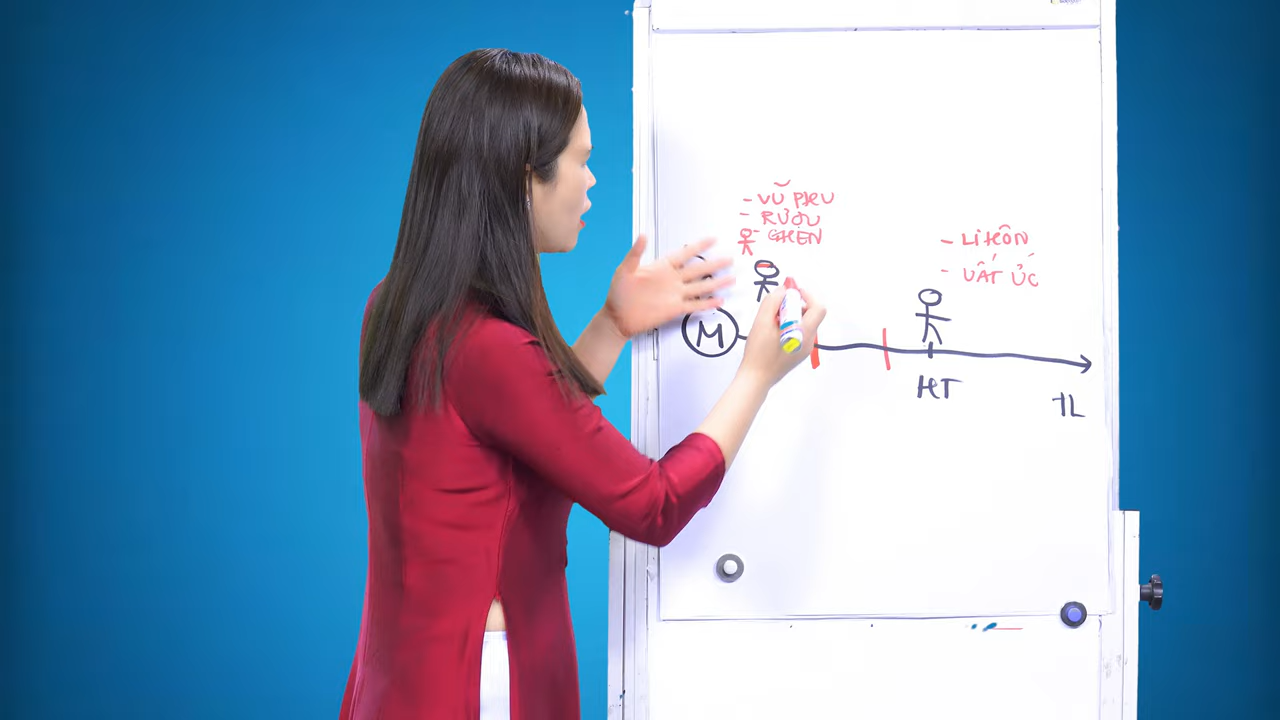 - VŨ PHU
- RƯỢU
- GHEN
- LI HÔN
- UẤT ỨC
M
HT
TL